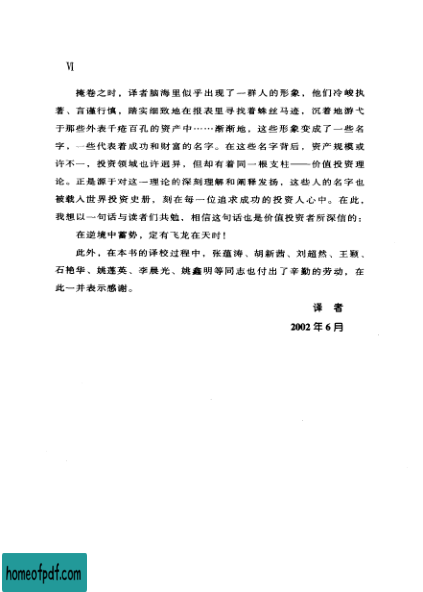 Ⅵ
掩卷之时，译者脑海里似乎出现了一群人的形象，他们冷峻执
著、言谨行慎，踏实细致地在报表里寻找着蛛丝马迹，沉着地游弋
于那些外表千疮百孔的资产中……渐渐地，这些形象变成了一些名
字，一些代表着成功和财富的名字。在这些名字背后，资产规模或
许不一，投资领域也许迥异，但却有着同一根支柱——价值投资理
论。正是源于对这一理论的深刻理解和阐释发扬，这些人的名字也
被载入世界投资史册，刻在每一位追求成功的投资人心中。在此，
我想以一句话与读者们共勉，相信这句话也是价值投资者所深信的：
在逆境中蓄势，定有飞龙在天时！
此外，在本书的译校过程中，张蕴涛、胡新茜、刘超然、王颖、
石艳华、姚莲英、李晨光、姚鑫明等同志也付出了辛勤的劳动，在
此一并表示感谢。
译 者
2002 年 6 月
homeofpdf.com